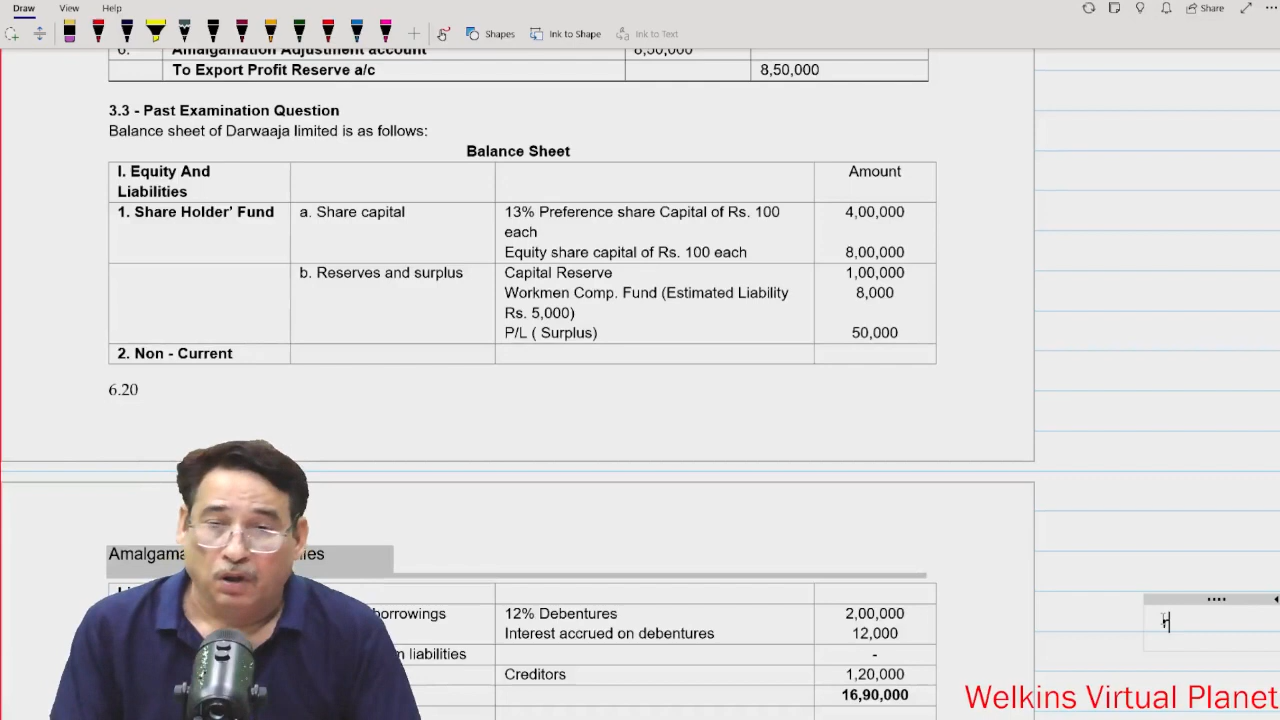 Draw View Help
Share
Shapes Ink to Shape Ink to Text
6. Amalgamation Adjustment account 8,50,000
To Export Profit Reserve a/c 8,50,000
3.3 - Past Examination Question
Balance sheet of Darwaaja limited is as follows:
Balance Sheet
I. Equity And Amount
Liabilities
1. Share Holder' Fund a. Share capital 13% Preference share Capital of Rs. 100 4,00,000
each
Equity share capital of Rs. 100 each 8,00,000
b. Reserves and surplus Capital Reserve 1,00,000
Workmen Comp. Fund (Estimated Liability 8,000
Rs. 5,000)
P/L ( Surplus) 50,000
2. Non - Current
6.20
12% Debentures 2,00,000
Interest accrued on debentures 12,000
liabilities -
Creditors 1,20,000
16,90,000
Welkins Virtual Planet